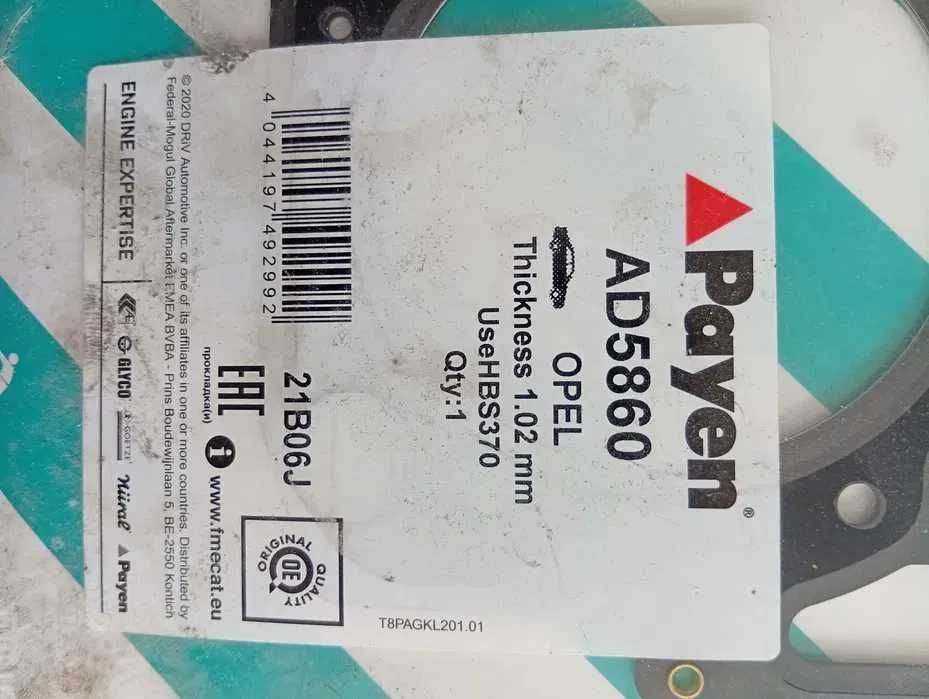 Payen®
AD5860
OPEL
Thickness 1.02 mm
UseHBS370
Qty:1
4 044197 492992
21B06J
EAC
прокладка(и)
www.fmecat.eu
ORIGINAL QUALITY
OE
T8PAGKL201.01
© 2020 DRiV Automotive Inc. or one of its affiliates in one or more countries. Distributed by
Federal-Mogul Global Aftermarket EMEA BVBA - Prins Boudewijnlaan 5, BE-2550 Kontich
ENGINE EXPERTISE
AE GLYCO GOETZE Nüral Payen